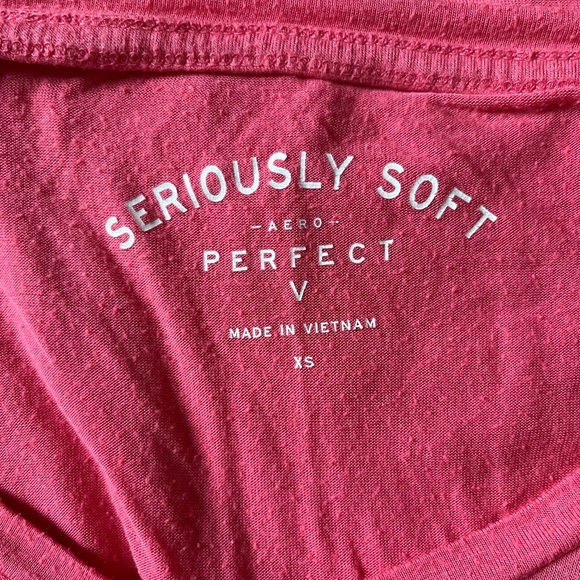 SERIOUSLY SOFT
-AERO-
PERFECT
V
MADE IN VIETNAM
XS